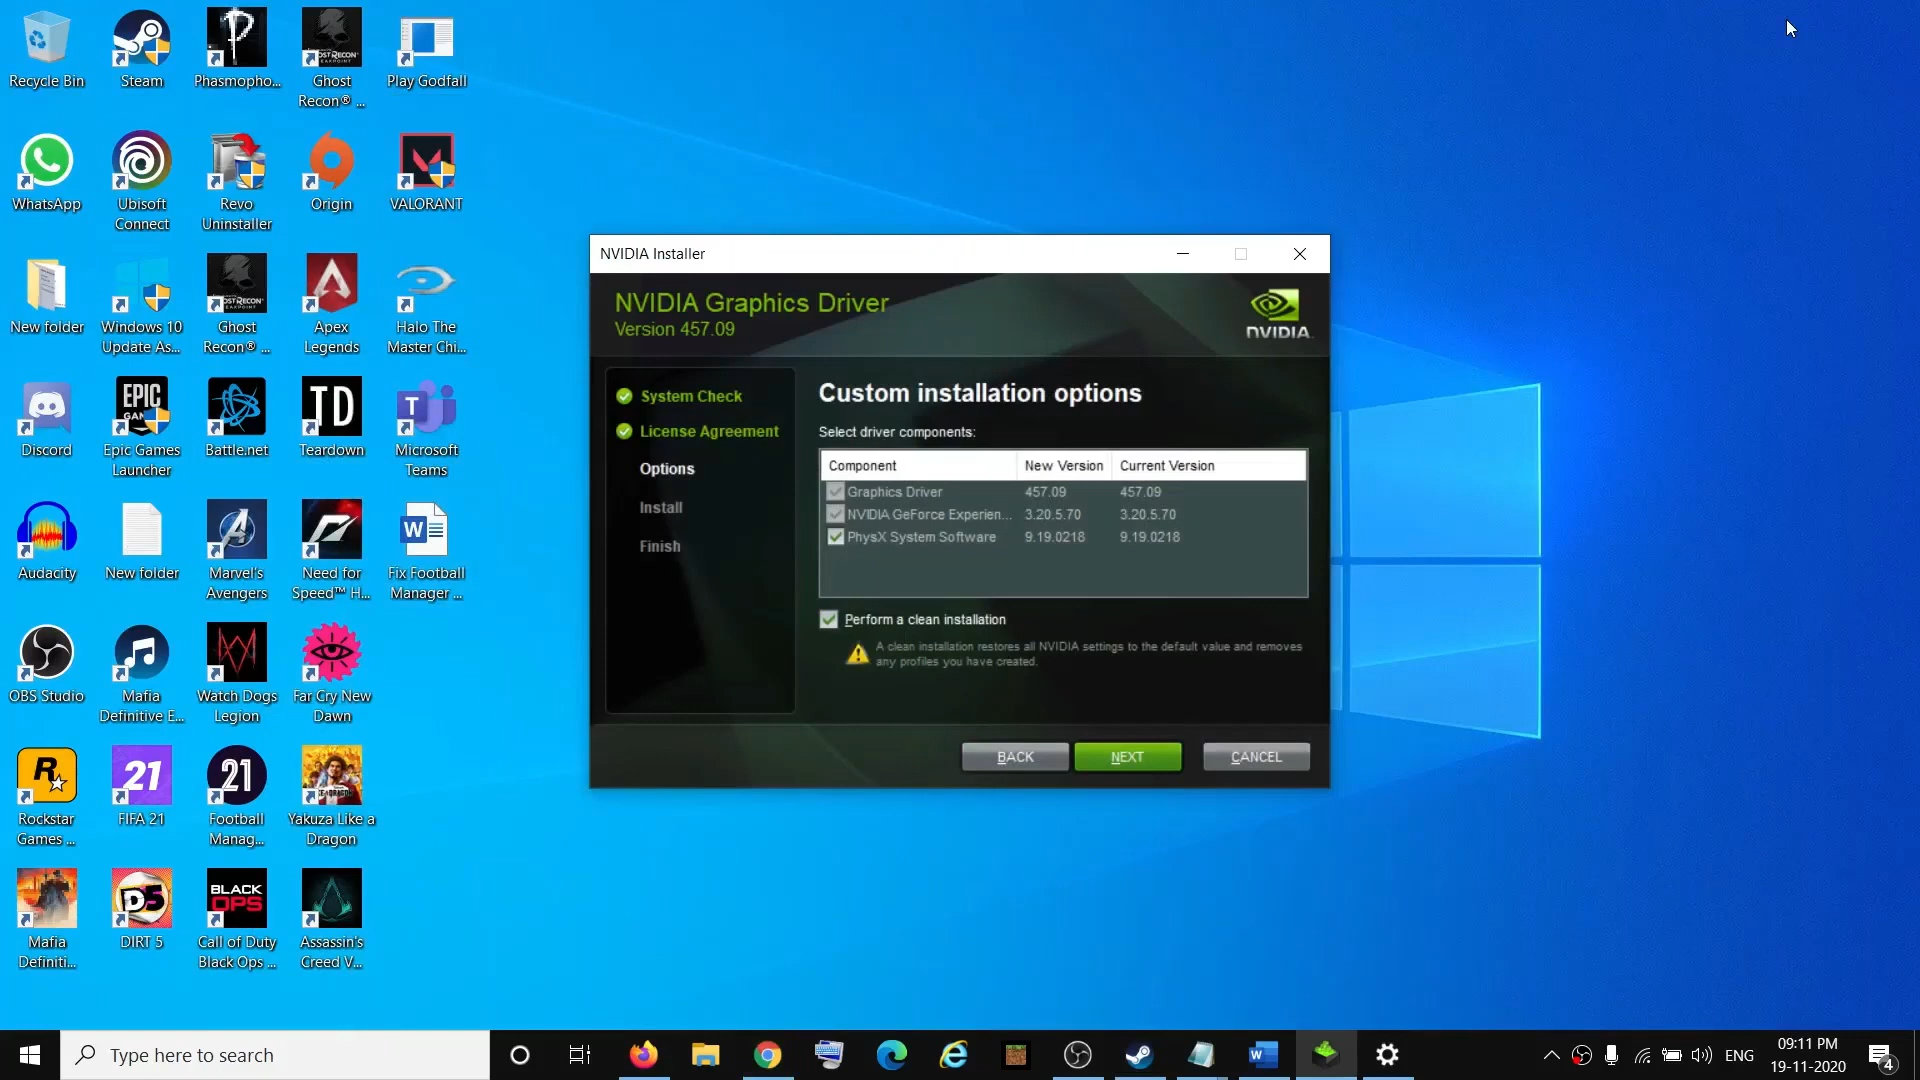 Recycle Bin
Steam
Phasmopho...
Ghost
Recon® ...
Play Godfall
WhatsApp
Ubisoft
Connect
Revo
Uninstaller
Origin
VALORANT
New folder
Windows 10
Update As...
Ghost
Recon® ...
Apex
Legends
Halo The
Master Chi...
Discord
EPIC
Epic Games
Launcher
Battle.net
TD
Teardown
T
Microsoft
Teams
Audacity
New folder
Marvel's
Avengers
Need for
Speed™ H...
W
Fix Football
Manager ...
OBS Studio
Mafia
Definitive E...
Watch Dogs
Legion
Far Cry New
Dawn
R
Rockstar
Games ...
21
FIFA 21
21
Football
Manag...
Yakuza Like a
Dragon
Mafia
Definiti...
D5
DIRT 5
BLACK
OPS
Call of Duty
Black Ops ...
Assassin's
Creed V...
NVIDIA Installer
NVIDIA Graphics Driver
Version 457.09
NVIDIA.
System Check
License Agreement
Options
Install
Finish
Custom installation options
Select driver components:
Component New Version Current Version
Graphics Driver 457.09 457.09
NVIDIA GeForce Experien... 3.20.5.70 3.20.5.70
PhysX System Software 9.19.0218 9.19.0218
Perform a clean installation
A clean installation restores all NVIDIA settings to the default value and removes
any profiles you have created.
BACK
NEXT
CANCEL
Type here to search
ENG
09:11 PM
19-11-2020
4